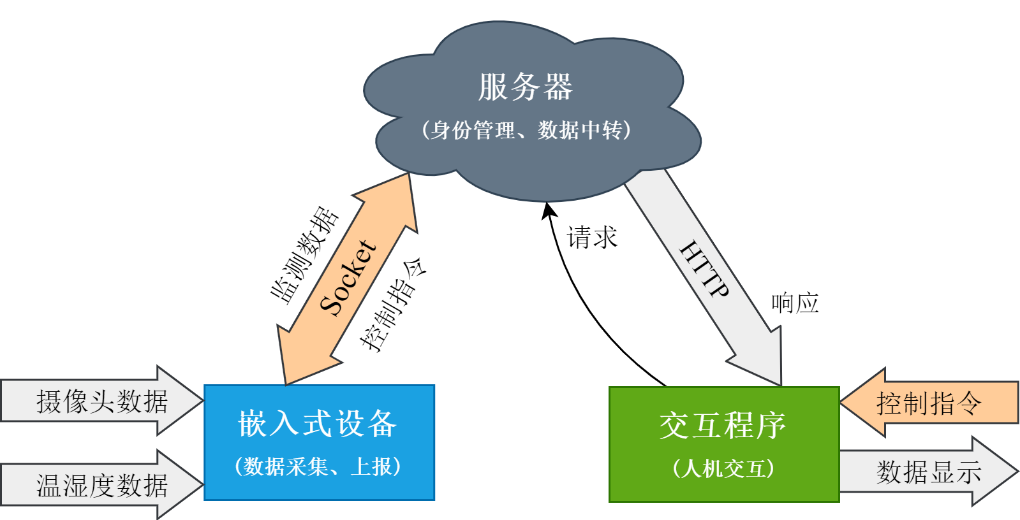 服务器
(身份管理、数据中转)
监测数据
Socket
控制指令
请求
HTTP
响应
摄像头数据
温湿度数据
嵌入式设备
(数据采集、上报)
交互程序
(人机交互)
控制指令
数据显示